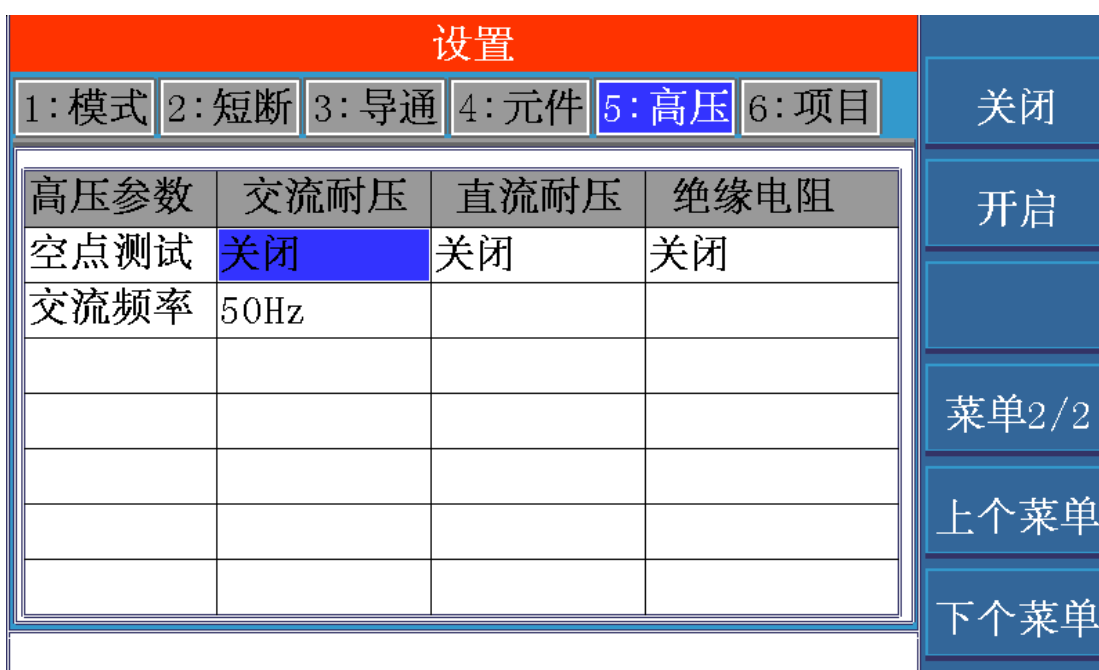 设置
1:模式 2:短断 3:导通 4:元件 5:高压 6:项目
高压参数 交流耐压 直流耐压 绝缘电阻
空点测试 关闭 关闭 关闭
交流频率 50Hz
关闭
开启
菜单2/2
上个菜单
下个菜单